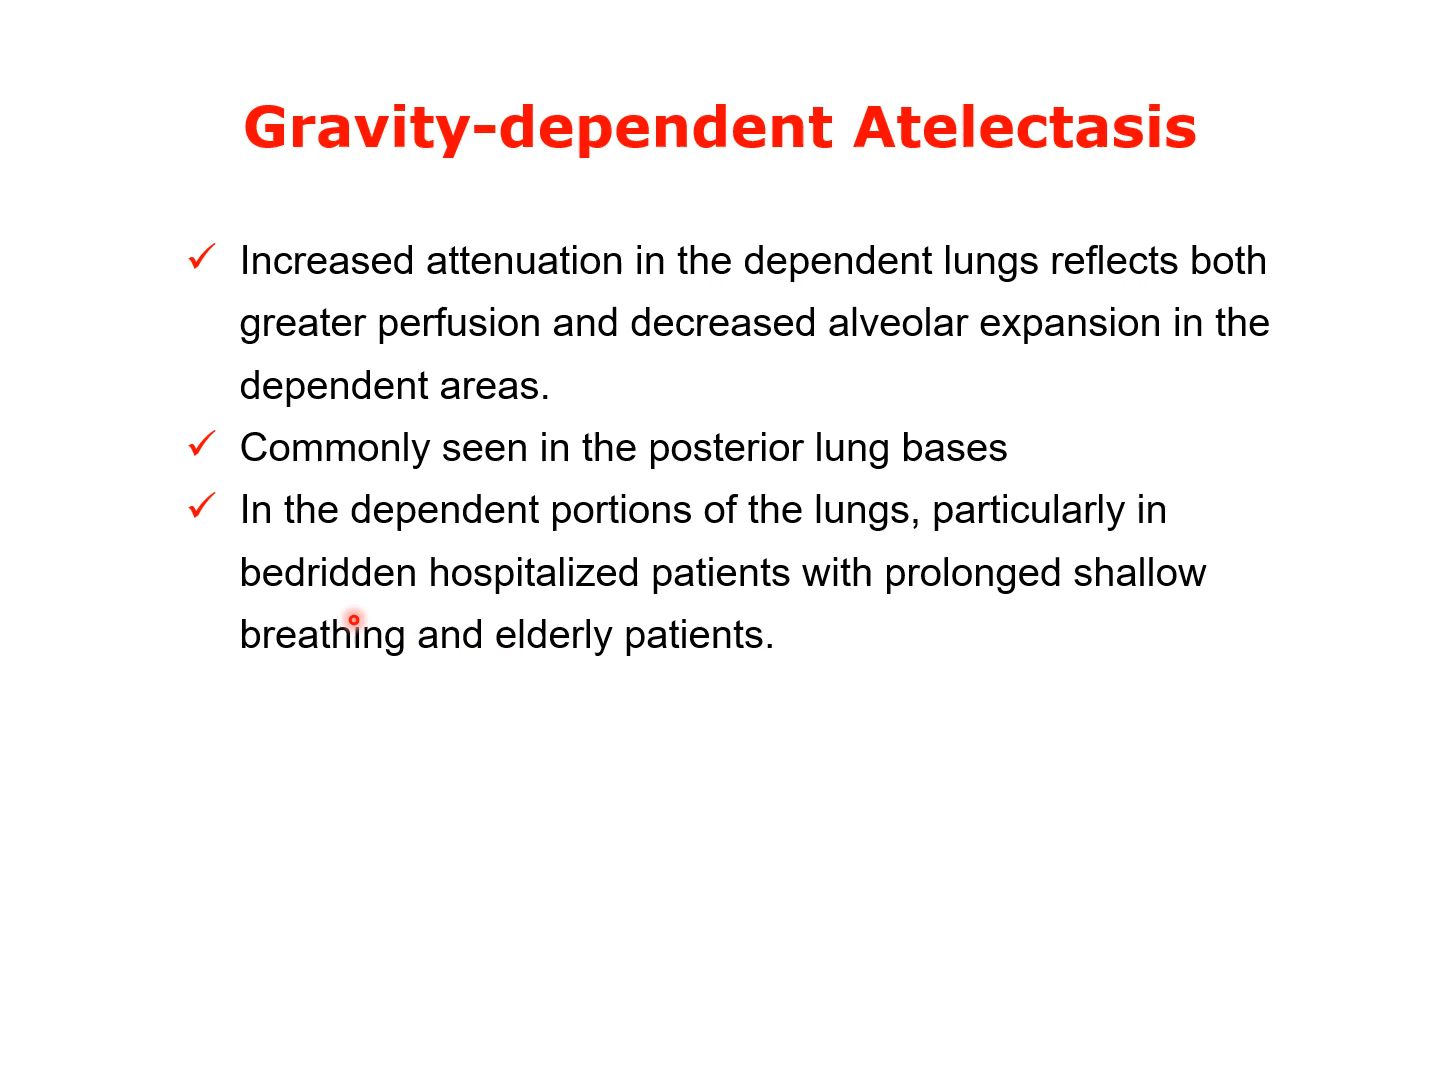 Gravity-dependent Atelectasis
✓ Increased attenuation in the dependent lungs reflects both
greater perfusion and decreased alveolar expansion in the
dependent areas.
✓ Commonly seen in the posterior lung bases
✓ In the dependent portions of the lungs, particularly in
bedridden hospitalized patients with prolonged shallow
breathing and elderly patients.